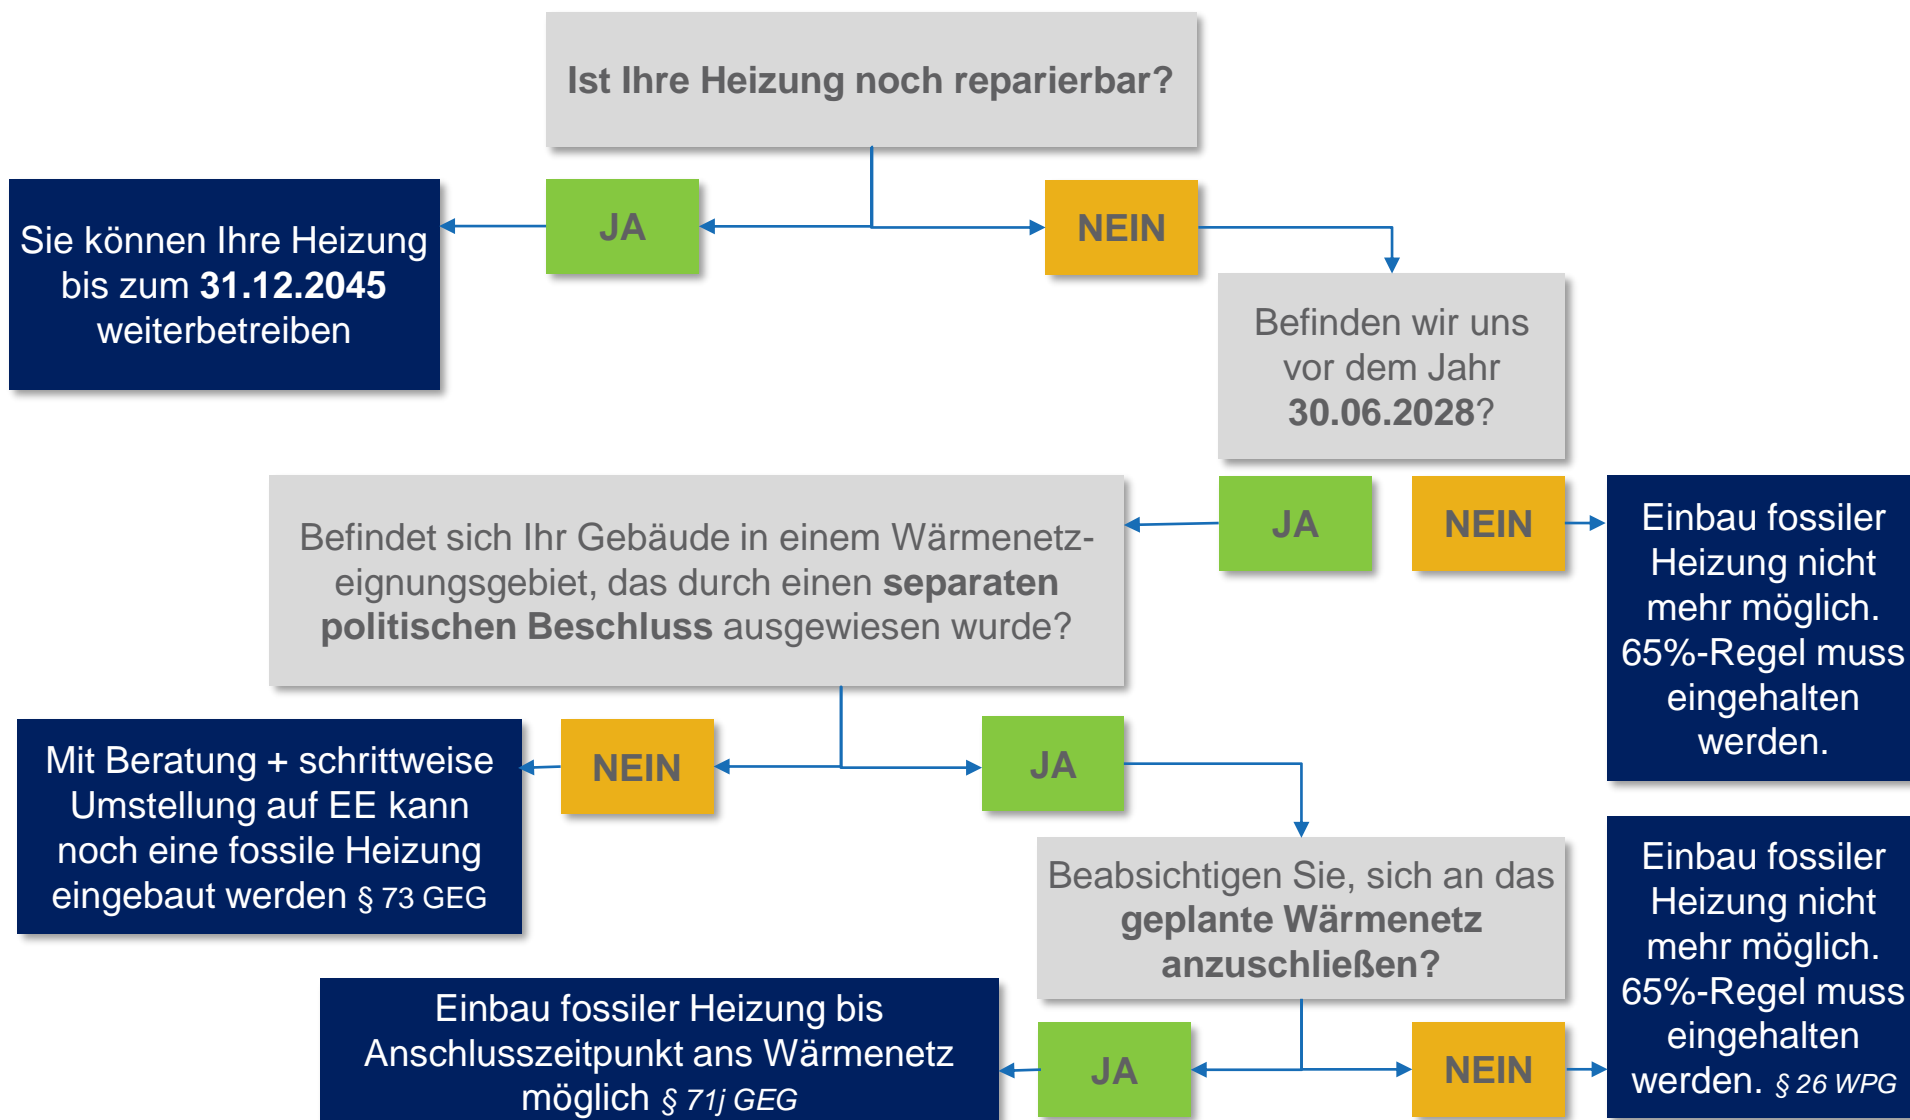 Ist Ihre Heizung noch reparierbar?
JA
NEIN
Sie können Ihre Heizung
bis zum 31.12.2045
weiterbetreiben
Befinden wir uns
vor dem Jahr
30.06.2028?
JA
NEIN
Einbau fossiler
Heizung nicht
mehr möglich.
65%-Regel muss
eingehalten
werden.
Befindet sich Ihr Gebäude in einem Wärmenetz-
eignungsgebiet, das durch einen separaten
politischen Beschluss ausgewiesen wurde?
NEIN
JA
Mit Beratung + schrittweise
Umstellung auf EE kann
noch eine fossile Heizung
eingebaut werden § 73 GEG
Beabsichtigen Sie, sich an das
geplante Wärmenetz
anzuschließen?
JA
NEIN
Einbau fossiler Heizung bis
Anschlusszeitpunkt ans Wärmenetz
möglich § 71j GEG
Einbau fossiler
Heizung nicht
mehr möglich.
65%-Regel muss
eingehalten
werden. § 26 WPG